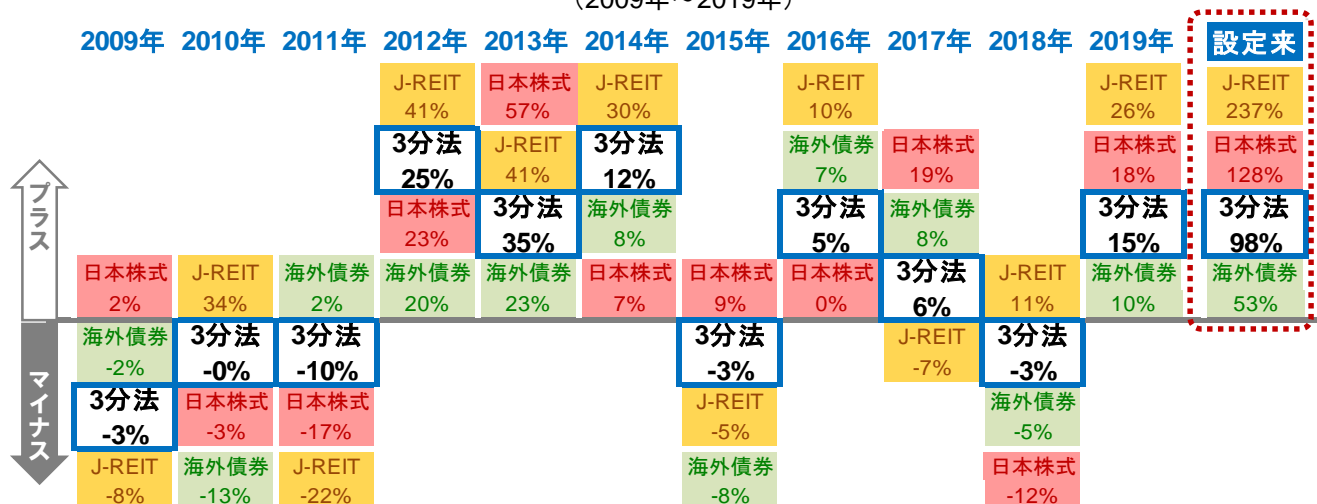 （2009年～2019年）
2009年 2010年 2011年 2012年 2013年 2014年 2015年 2016年 2017年 2018年 2019年 設定来
J-REIT 日本株式 J-REIT J-REIT J-REIT J-REIT
41% 57% 30% 10% 26% 237%
3分法 J-REIT 3分法 海外債券 日本株式 日本株式 日本株式
25% 41% 12% 7% 19% 18% 128%
プラス
日本株式 3分法 海外債券 3分法 海外債券 3分法 3分法
23% 35% 8% 5% 8% 15% 98%
日本株式 J-REIT 海外債券 海外債券 海外債券 日本株式 日本株式 日本株式 3分法 J-REIT 海外債券 海外債券
2% 34% 2% 20% 23% 7% 9% 0% 6% 11% 10% 53%
海外債券 3分法 3分法 3分法 J-REIT 3分法
-2% -0% -10% -3% -7% -3%
マイナス
3分法 日本株式 日本株式 J-REIT 海外債券
-3% -3% -17% -5% -5%
J-REIT 海外債券 J-REIT 海外債券 日本株式
-8% -13% -22% -8% -12%